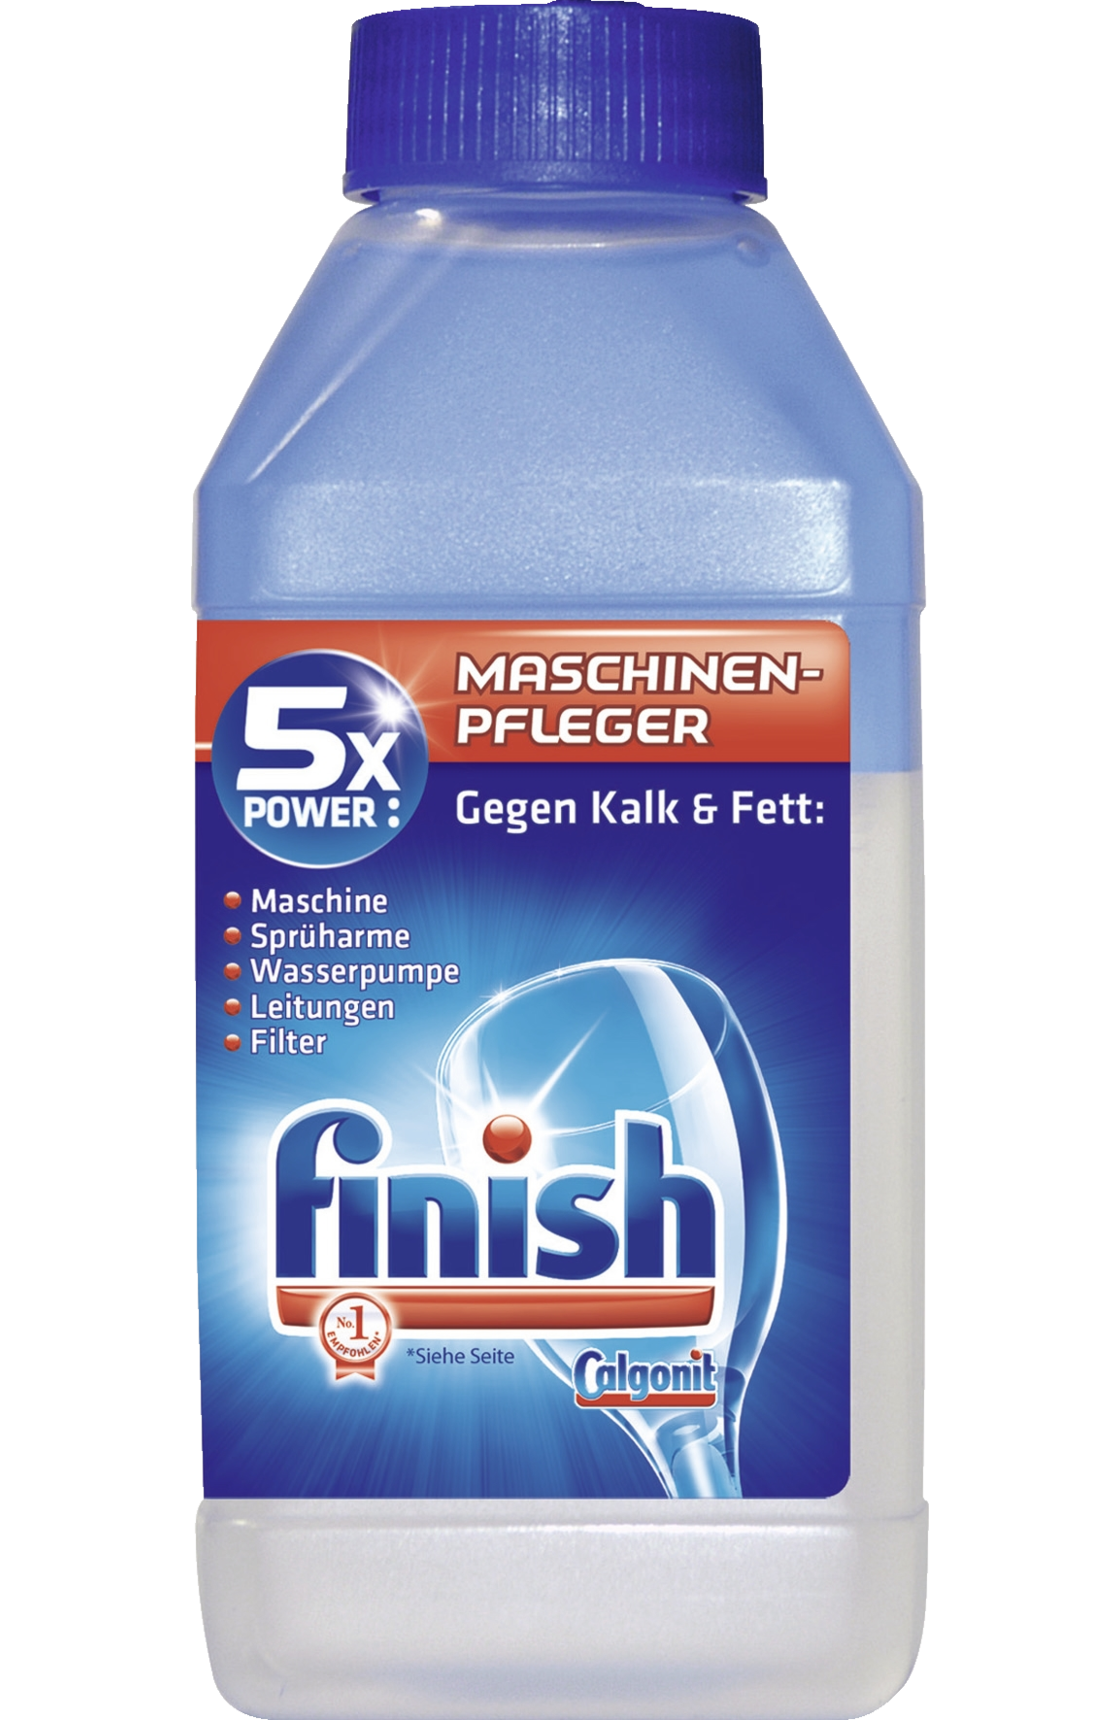 5x
POWER:
MASCHINEN-
PFLEGER
Gegen Kalk & Fett:
Maschine
Sprüharme
Wasserpumpe
Leitungen
Filter
finish
No. 1
EMPFOHLEN*
*Siehe Seite
Calgonit